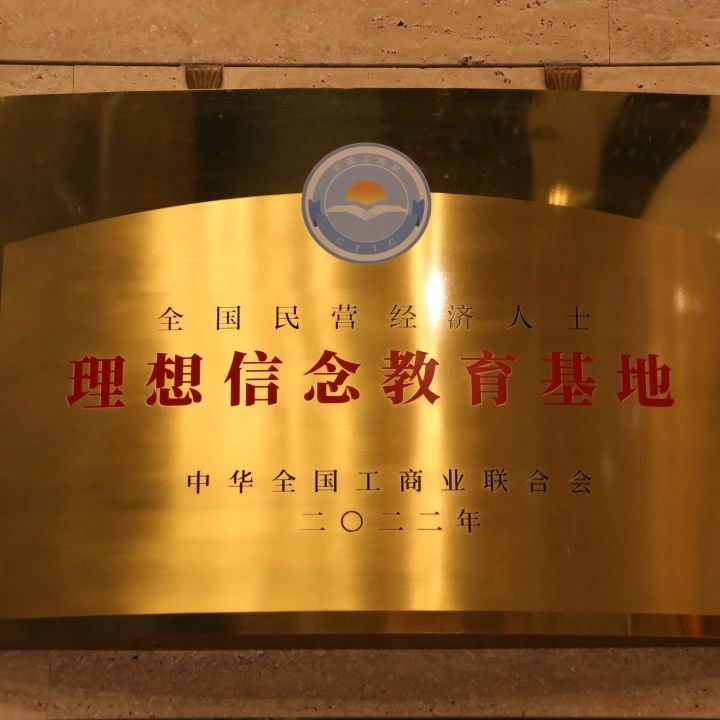 CFIC
全国民营经济人士
理想信念教育基地
中华全国工商业联合会
二〇二二年